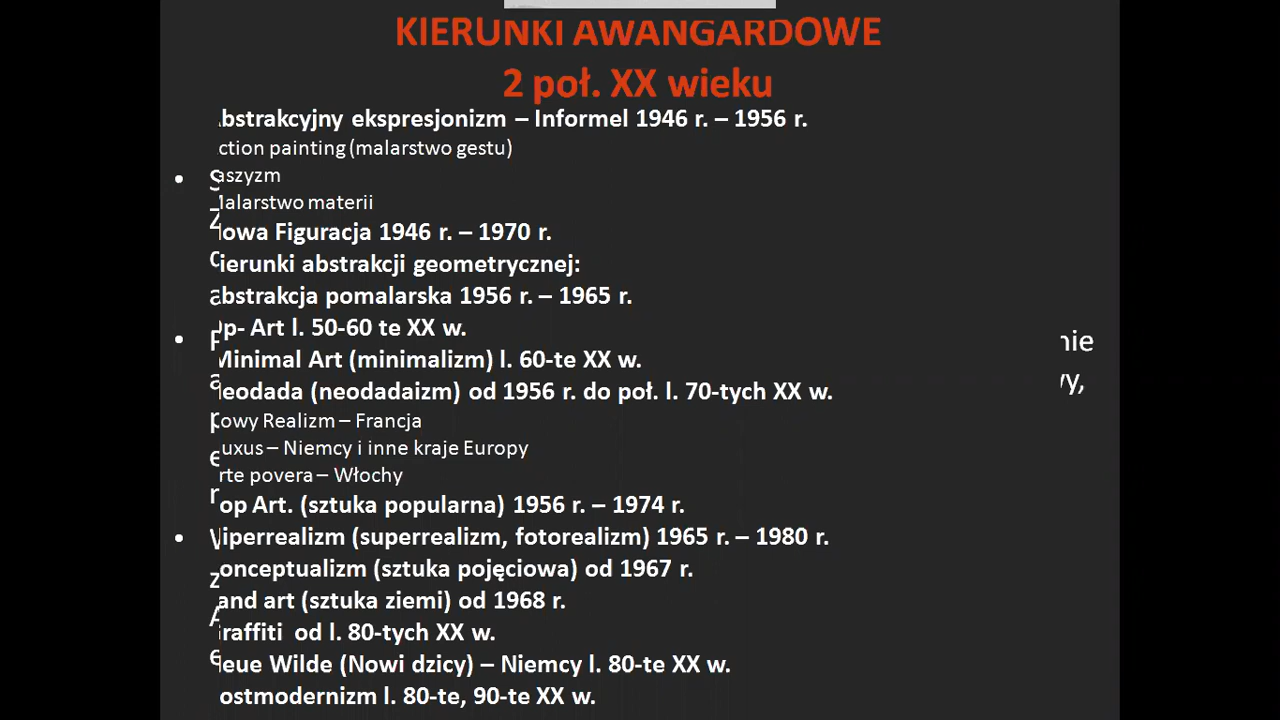 KIERUNKI AWANGARDOWE
2 poł. XX wieku
bstrakcyjny ekspresjonizm – Informel 1946 r. – 1956 r.
ction painting (malarstwo gestu)
aszyzm
alarstwo materii
owa Figuracja 1946 r. – 1970 r.
ierunki abstrakcji geometrycznej:
bstrakcja pomalarska 1956 r. – 1965 r.
p- Art l. 50-60 te XX w.
nie
Minimal Art (minimalizm) l. 60-te XX w.
wy,
eodada (neodadaizm) od 1956 r. do poł. l. 70-tych XX w.
owy Realizm – Francja
uxus – Niemcy i inne kraje Europy
rte povera – Włochy
op Art. (sztuka popularna) 1956 r. – 1974 r.
iperrealizm (superrealizm, fotorealizm) 1965 r. – 1980 r.
onceptualizm (sztuka pojęciowa) od 1967 r.
and art (sztuka ziemi) od 1968 r.
raffiti od l. 80-tych XX w.
eue Wilde (Nowi dzicy) – Niemcy l. 80-te XX w.
ostmodernizm l. 80-te, 90-te XX w.